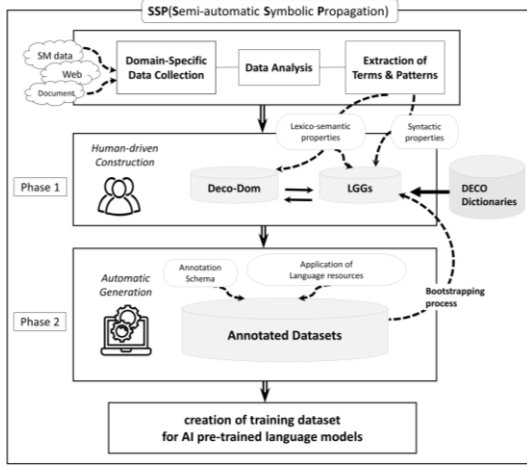 SSP(Semi-automatic Symbolic Propagation)
SM data
Web
Document
Domain-Specific
Data Collection
Data Analysis
Extraction of
Terms & Patterns
Lexico-semantic
properties
Syntactic
properties
Phase 1
Human-driven
Construction
Deco-Dom
LGGs
DECO
Dictionaries
Phase 2
Automatic
Generation
Annotation
Schema
Application of
Language resources
Bootstrapping
process
Annotated Datasets
creation of training dataset
for AI pre-trained language models